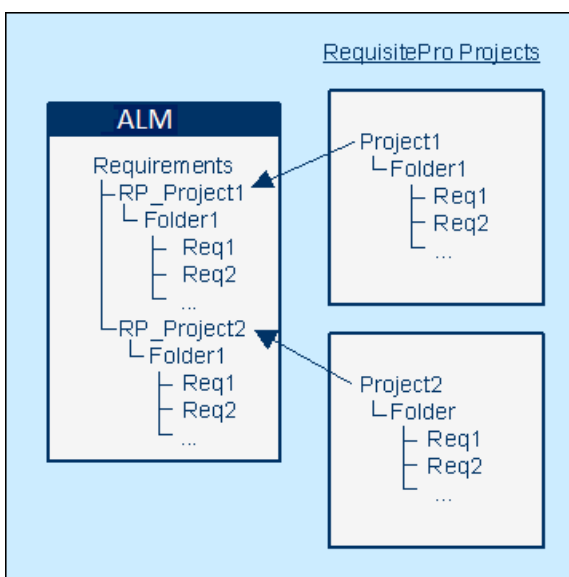 RequisitePro Projects
ALM
Requirements
RP_Project1
Folder1
Req1
Req2
...
RP_Project2
Folder1
Req1
Req2
...
Project1
Folder1
Req1
Req2
...
Project2
Folder
Req1
Req2
...